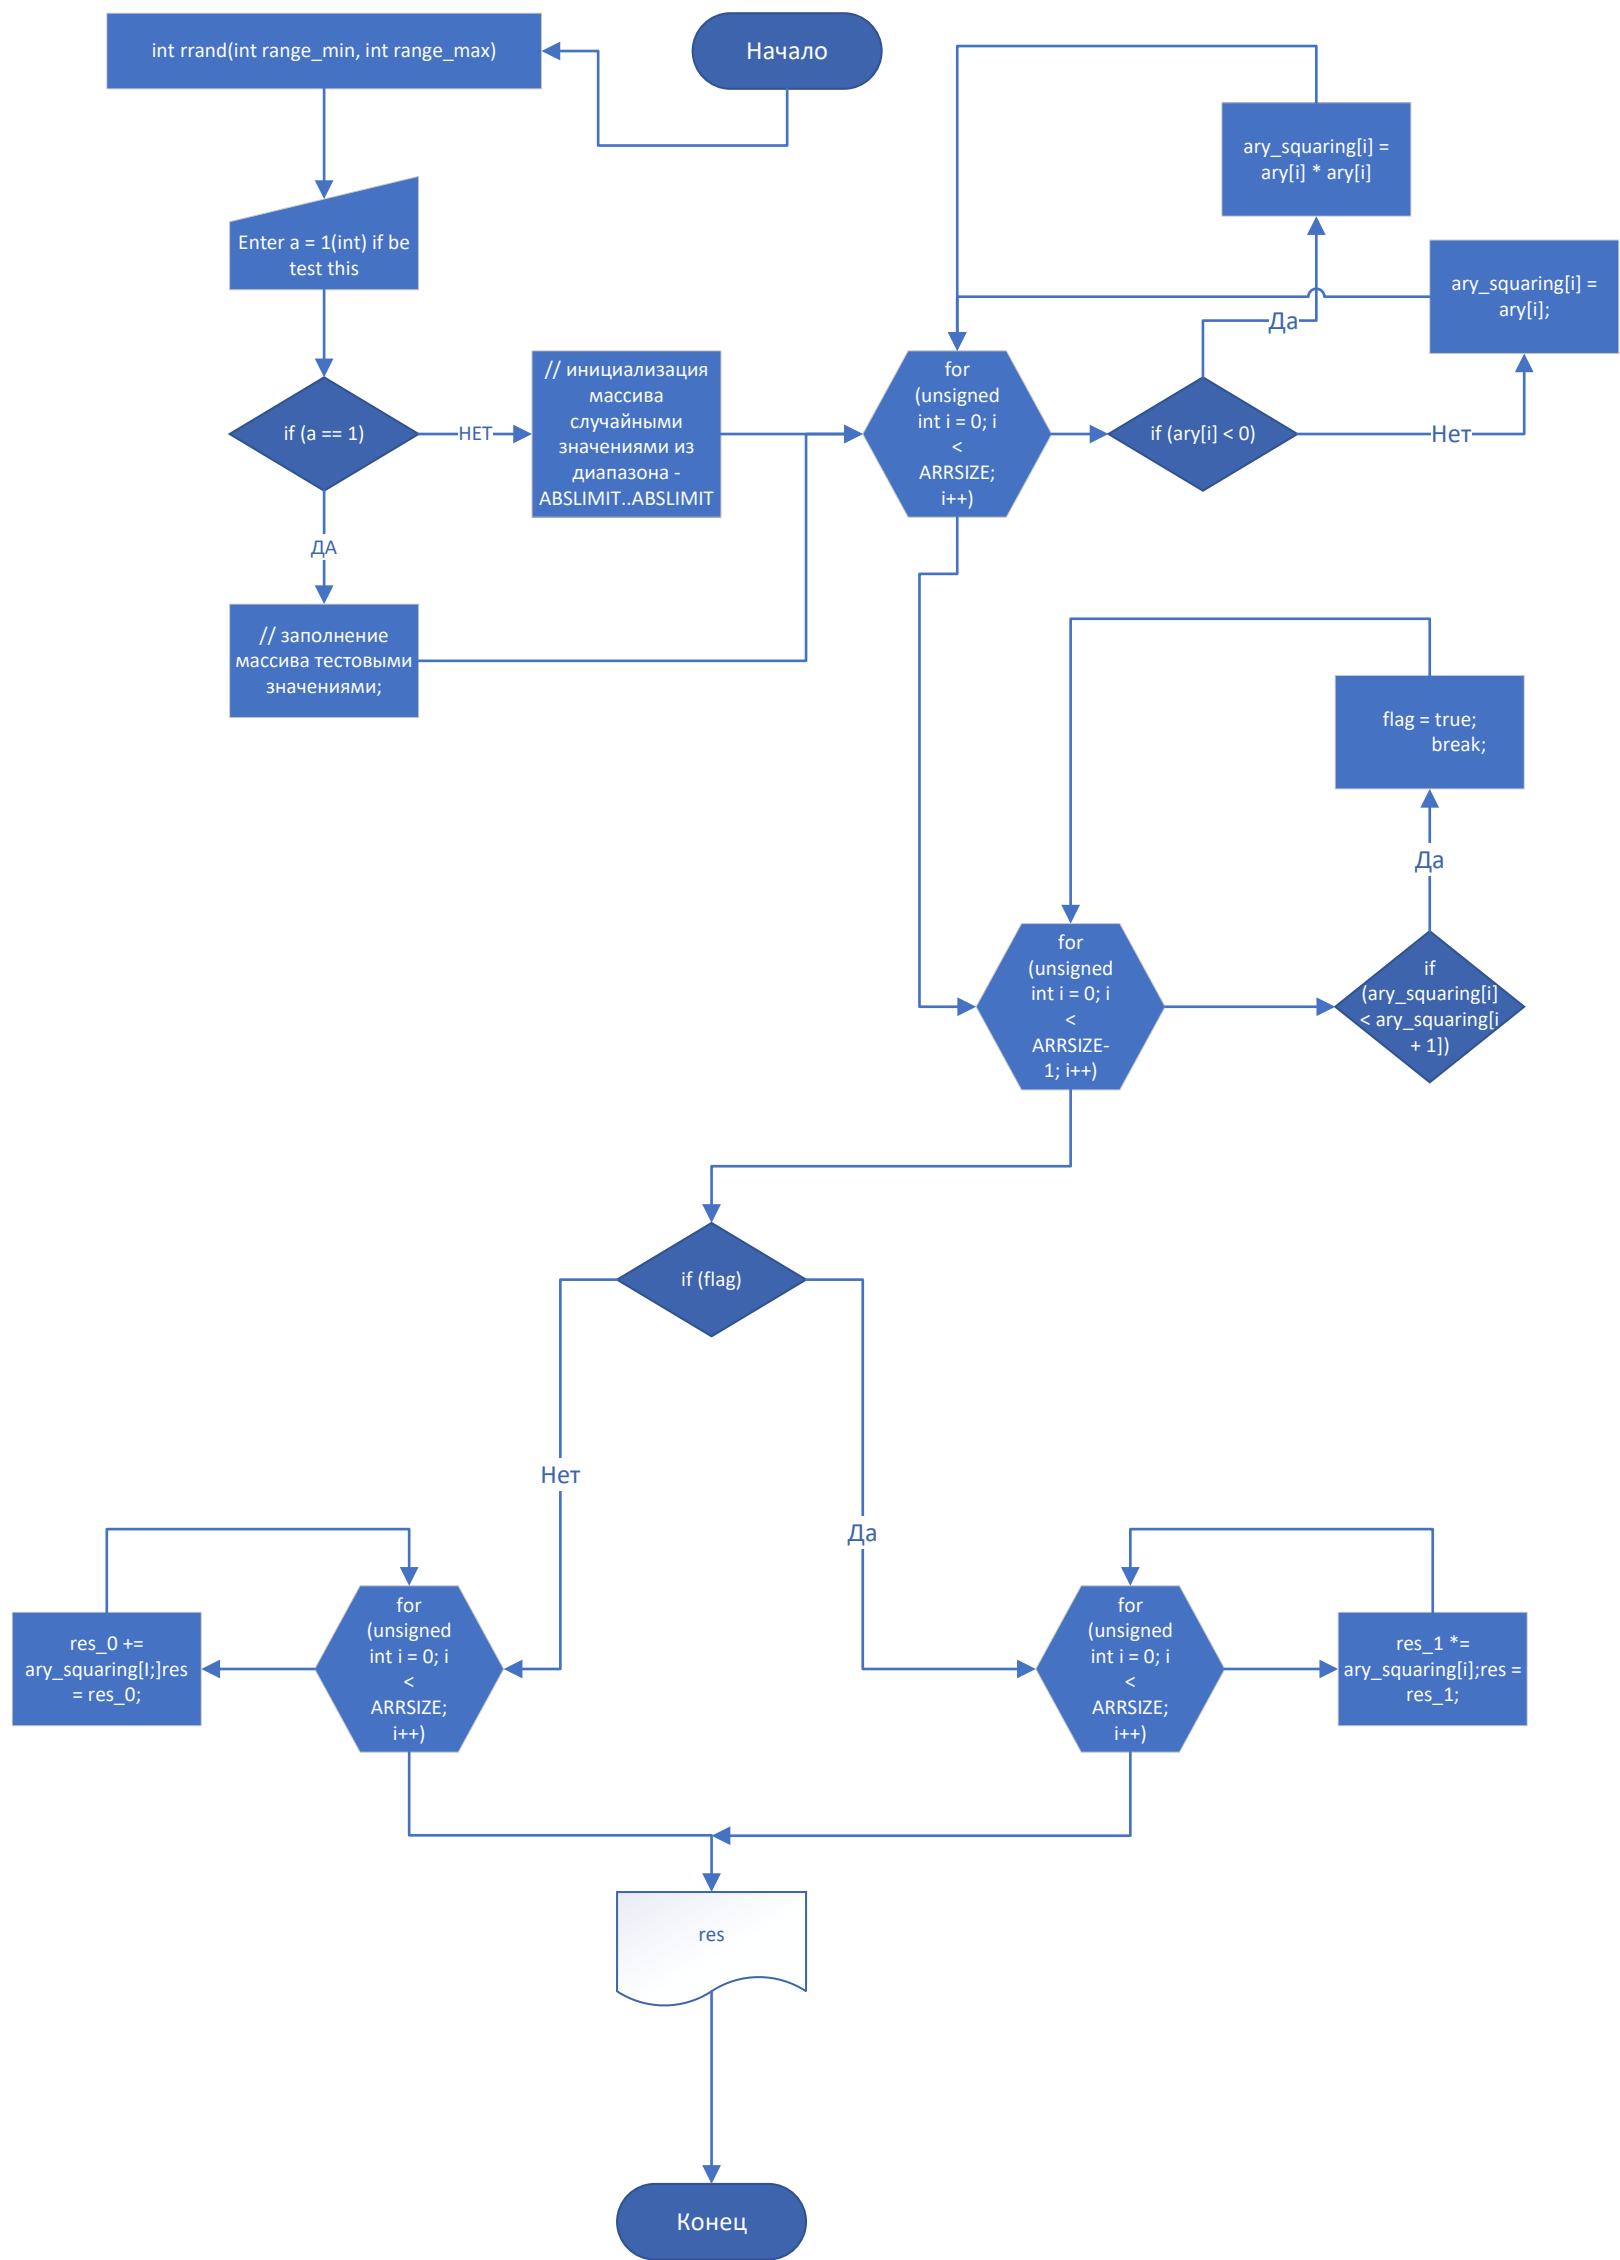 Начало
int rrand(int range_min, int range_max)
Enter a = 1(int) if be
test this
if (a == 1)
НЕТ
ДА
// инициализация
массива
случайными
значениями из
диапазона -
ABSLIMIT..ABSLIMIT
// заполнение
массива тестовыми
значениями;
for
(unsigned
int i = 0; i
<
ARRSIZE;
i++)
if (ary[i] < 0)
Да
Нет
ary_squaring[i] =
ary[i] * ary[i]
ary_squaring[i] =
ary[i];
for
(unsigned
int i = 0; i
<
ARRSIZE-
1; i++)
if
(ary_squaring[i]
< ary_squaring[i
+ 1])
Да
flag = true;
break;
if (flag)
Нет
Да
for
(unsigned
int i = 0; i
<
ARRSIZE;
i++)
res_0 +=
ary_squaring[I;]res
= res_0;
for
(unsigned
int i = 0; i
<
ARRSIZE;
i++)
res_1 *=
ary_squaring[i];res =
res_1;
res
Конец